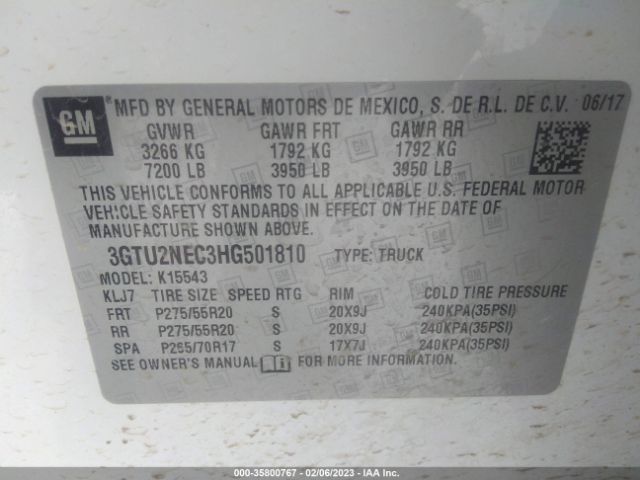 GM ® MFD BY GENERAL MOTORS DE MEXICO, S. DE R.L. DE C.V. 06/17
GVWR GAWR FRT GAWR RR
3266 KG 1792 KG 1792 KG
7200 LB 3950 LB 3950 LB
THIS VEHICLE CONFORMS TO ALL APPLICABLE U.S. FEDERAL MOTOR
VEHICLE SAFETY STANDARDS IN EFFECT ON THE DATE OF
MANUFACTURE SHOWN ABOVE.
3GTU2NEC3HG501810 TYPE: TRUCK
MODEL: K15543
KLJ7 TIRE SIZE SPEED RTG RIM COLD TIRE PRESSURE
FRT P275/55R20 S 20X9J 240KPA(35PSI)
RR P275/55R20 S 20X9J 240KPA(35PSI)
SPA P265/70R17 S 17X7J 240KPA(35PSI)
SEE OWNER'S MANUAL FOR MORE INFORMATION.
000-35800767 - 02/06/2023 - IAA Inc.